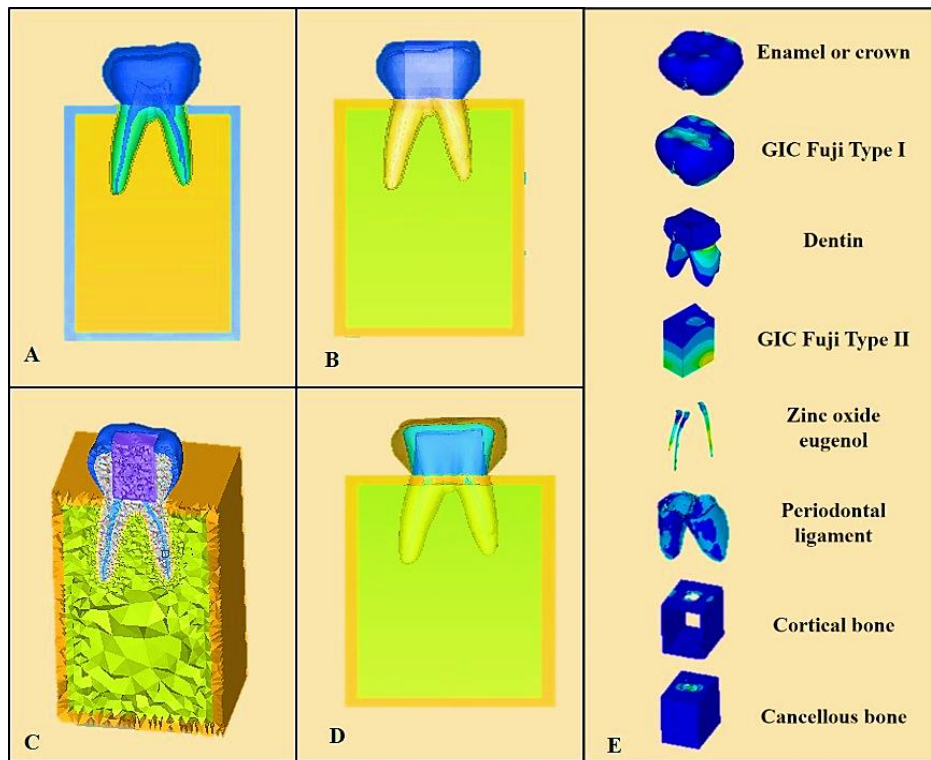 A
B
C
D
E
Enamel or crown
GIC Fuji Type I
Dentin
GIC Fuji Type II
Zinc oxide
eugenol
Periodontal
ligament
Cortical bone
Cancellous bone